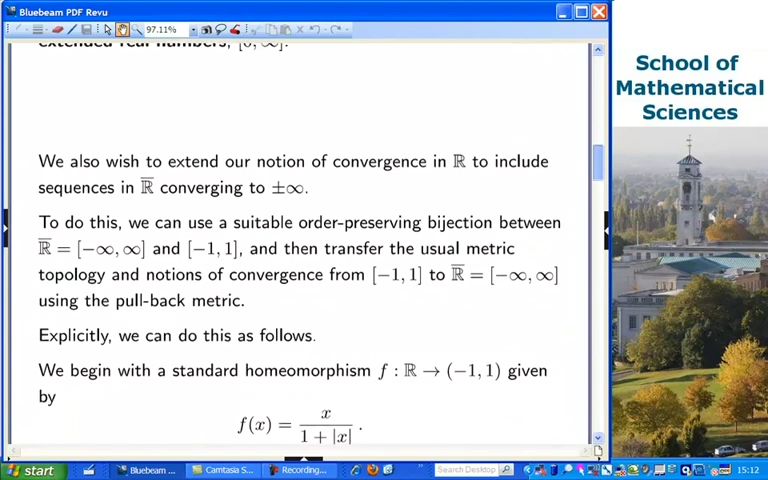 Bluebeam PDF Revu
97.11%
extended real numbers, [0, ∞].
We also wish to extend our notion of convergence in ℝ to include
sequences in ℝ̅ converging to ±∞.
To do this, we can use a suitable order-preserving bijection between
ℝ̅ = [−∞, ∞] and [−1, 1], and then transfer the usual metric
topology and notions of convergence from [−1, 1] to ℝ̅ = [−∞, ∞]
using the pull-back metric.
Explicitly, we can do this as follows.
We begin with a standard homeomorphism f : ℝ → (−1, 1) given
by
f(x) = x / (1 + |x|) .
School of
Mathematical
Sciences
start
Bluebeam ...
Camtasia S...
Recording...
Search Desktop
15:12